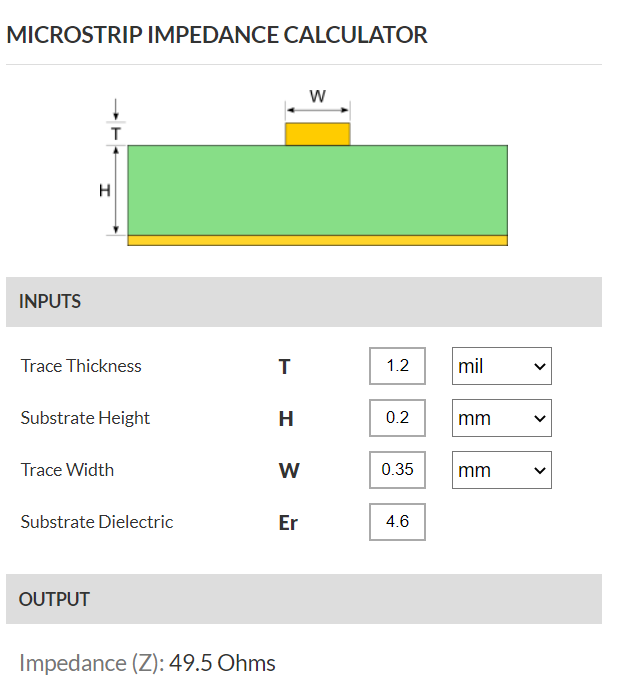 MICROSTRIP IMPEDANCE CALCULATOR
W
T
H
INPUTS
Trace Thickness T 1.2 mil
Substrate Height H 0.2 mm
Trace Width W 0.35 mm
Substrate Dielectric Er 4.6
OUTPUT
Impedance (Z): 49.5 Ohms